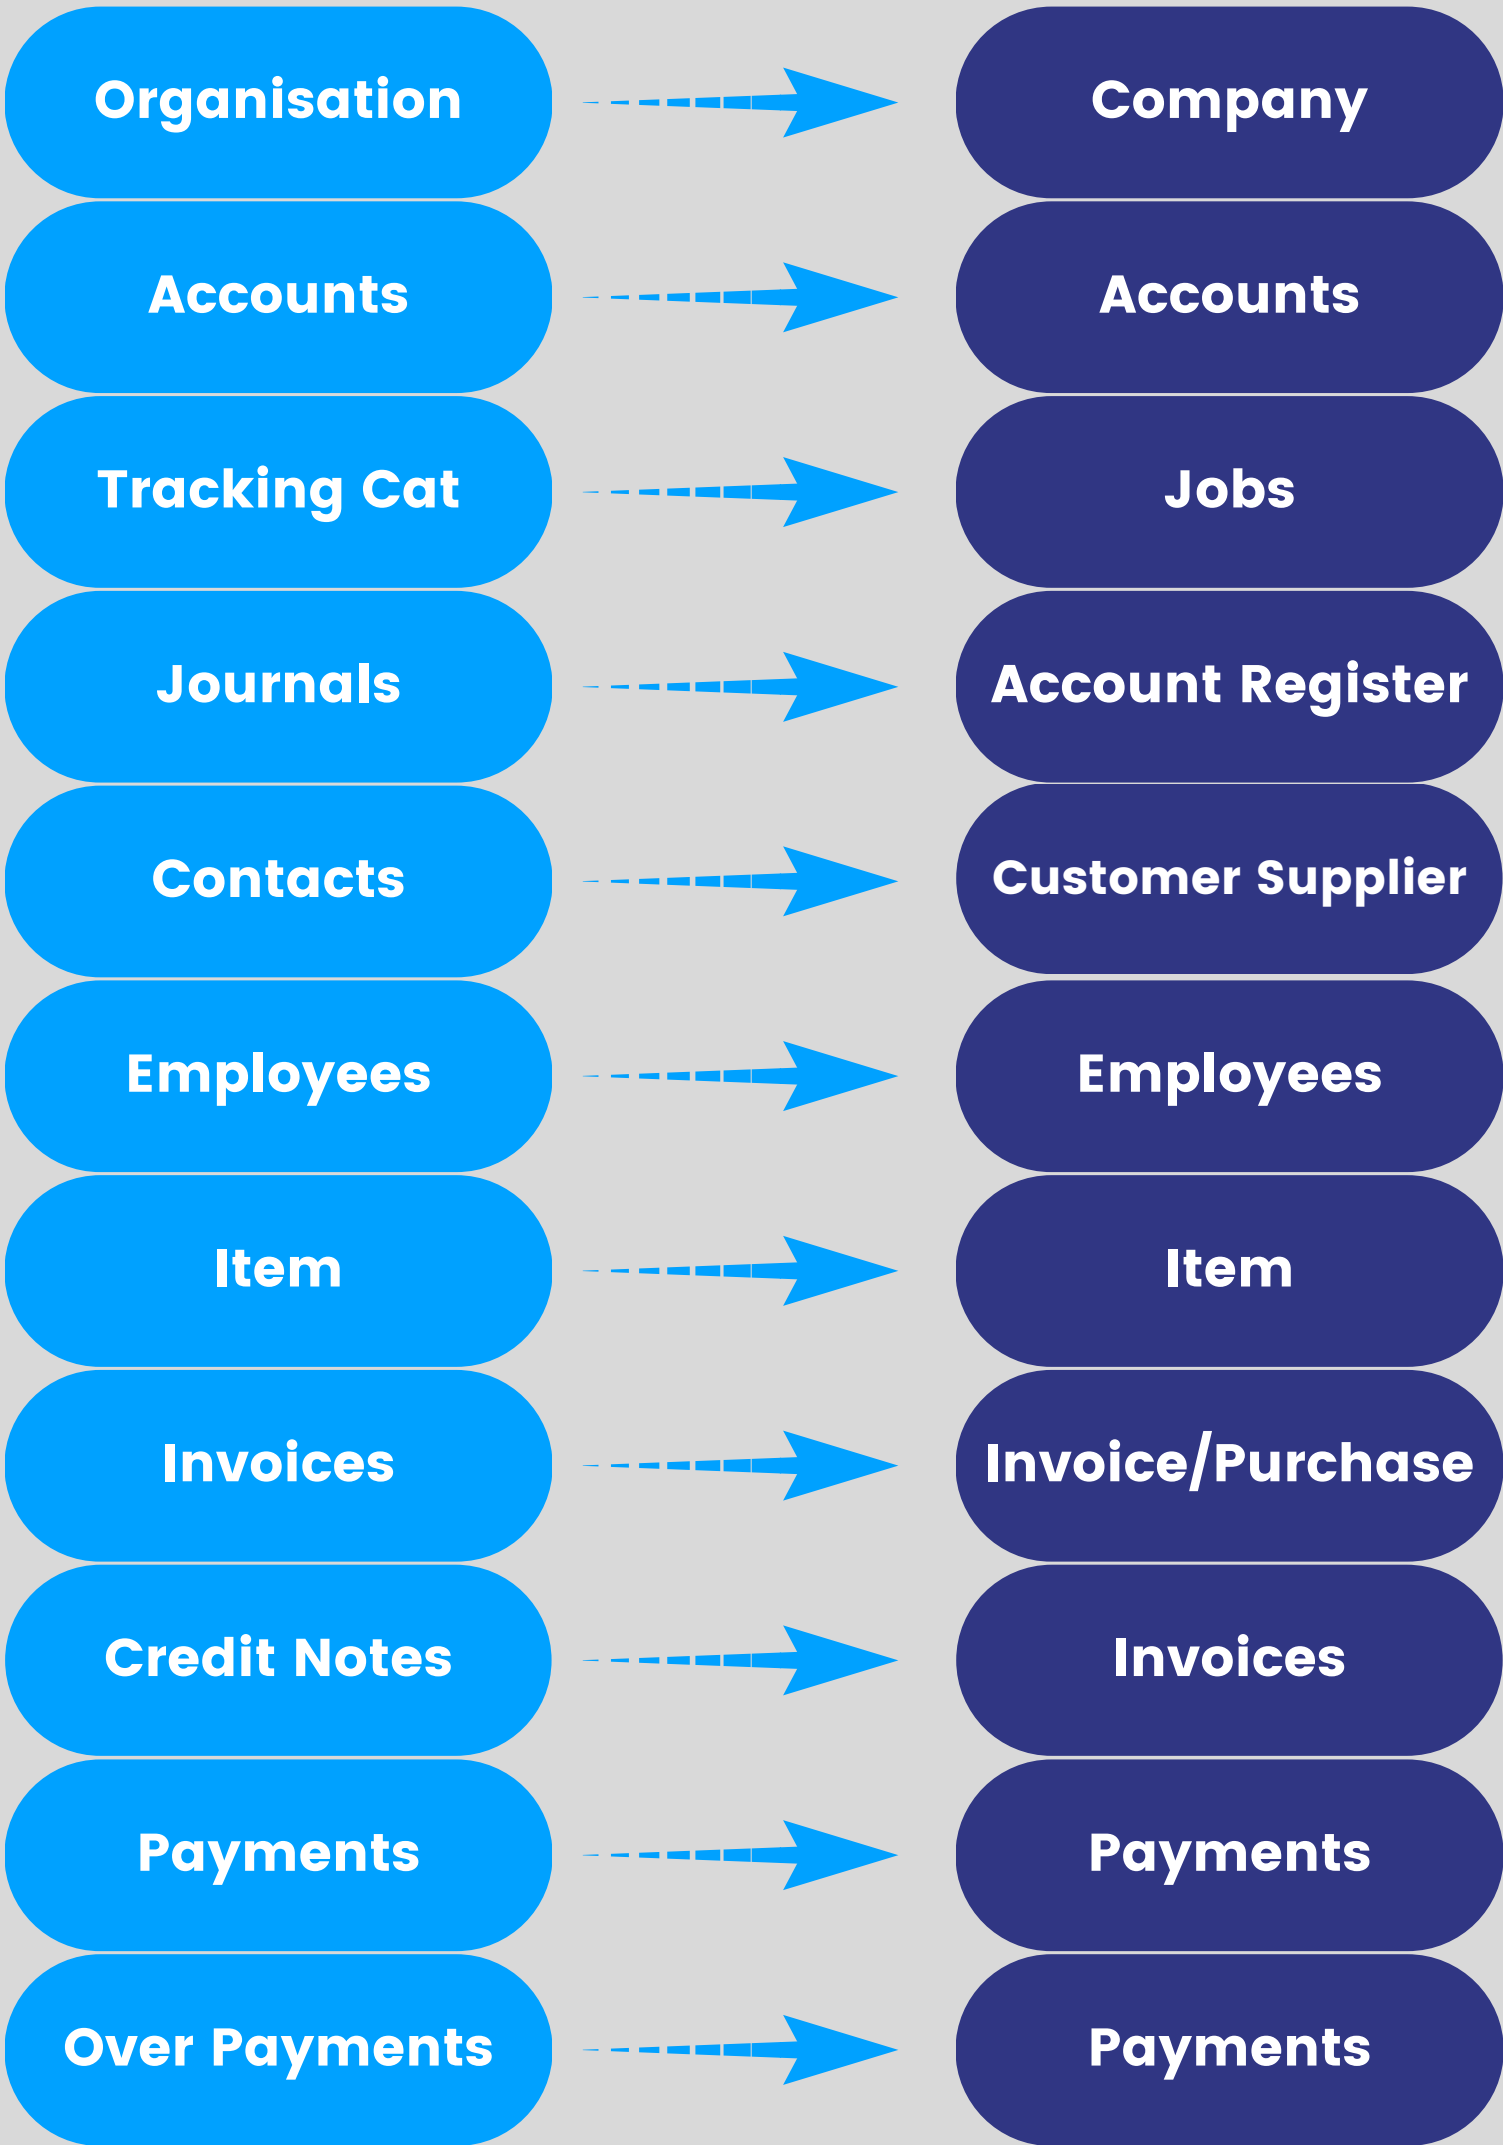 Organisation
Company
Accounts
Accounts
Tracking Cat
Jobs
Journals
Account Register
Contacts
Customer Supplier
Employees
Employees
Item
Item
Invoices
Invoice/Purchase
Credit Notes
Invoices
Payments
Payments
Over Payments
Payments